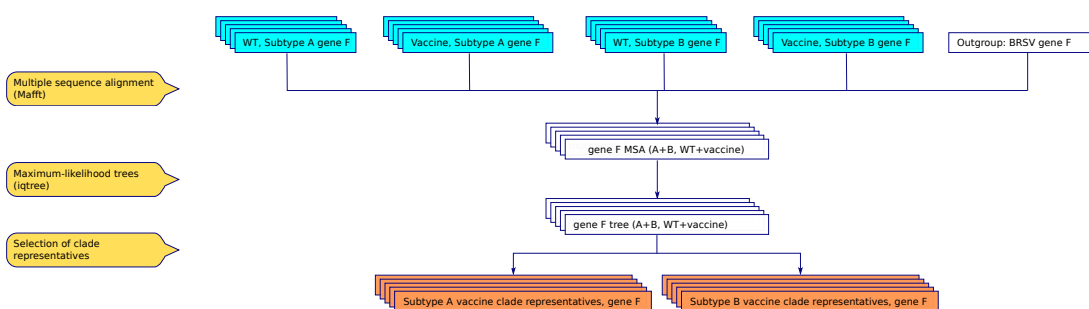 WT, Subtype A gene F
Vaccine, Subtype A gene F
WT, Subtype B gene F
Vaccine, Subtype B gene F
Outgroup: BRSV gene F
Multiple sequence alignment
(Mafft)
gene F MSA (A+B, WT+vaccine)
Maximum-likelihood trees
(iqtree)
gene F tree (A+B, WT+vaccine)
Selection of clade
representatives
Subtype A vaccine clade representatives, gene F
Subtype B vaccine clade representatives, gene F